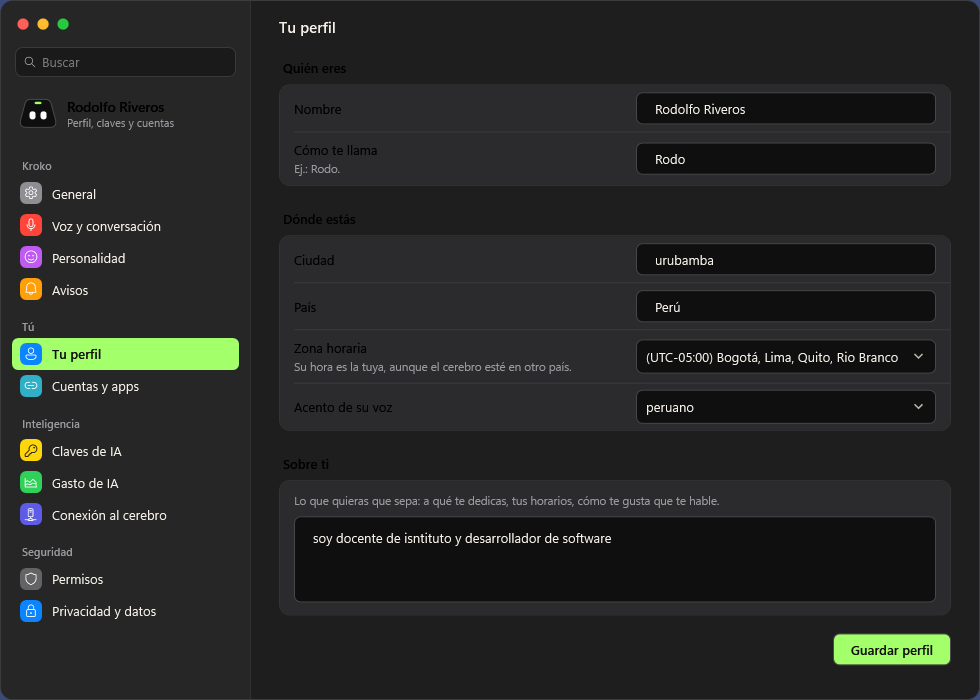 Buscar
Rodolfo Riveros
Perfil, claves y cuentas
Kroko
General
Voz y conversación
Personalidad
Avisos
Tú
Tu perfil
Cuentas y apps
Inteligencia
Claves de IA
Gasto de IA
Conexión al cerebro
Seguridad
Permisos
Privacidad y datos
Tu perfil
Quién eres
Nombre
Rodolfo Riveros
Cómo te llama
Ej.: Rodo.
Rodo
Dónde estás
Ciudad
urubamba
País
Perú
Zona horaria
Su hora es la tuya, aunque el cerebro esté en otro país.
(UTC-05:00) Bogotá, Lima, Quito, Rio Branco
Acento de su voz
peruano
Sobre ti
Lo que quieras que sepa: a qué te dedicas, tus horarios, cómo te gusta que te hable.
soy docente de isntituto y desarrollador de software
Guardar perfil